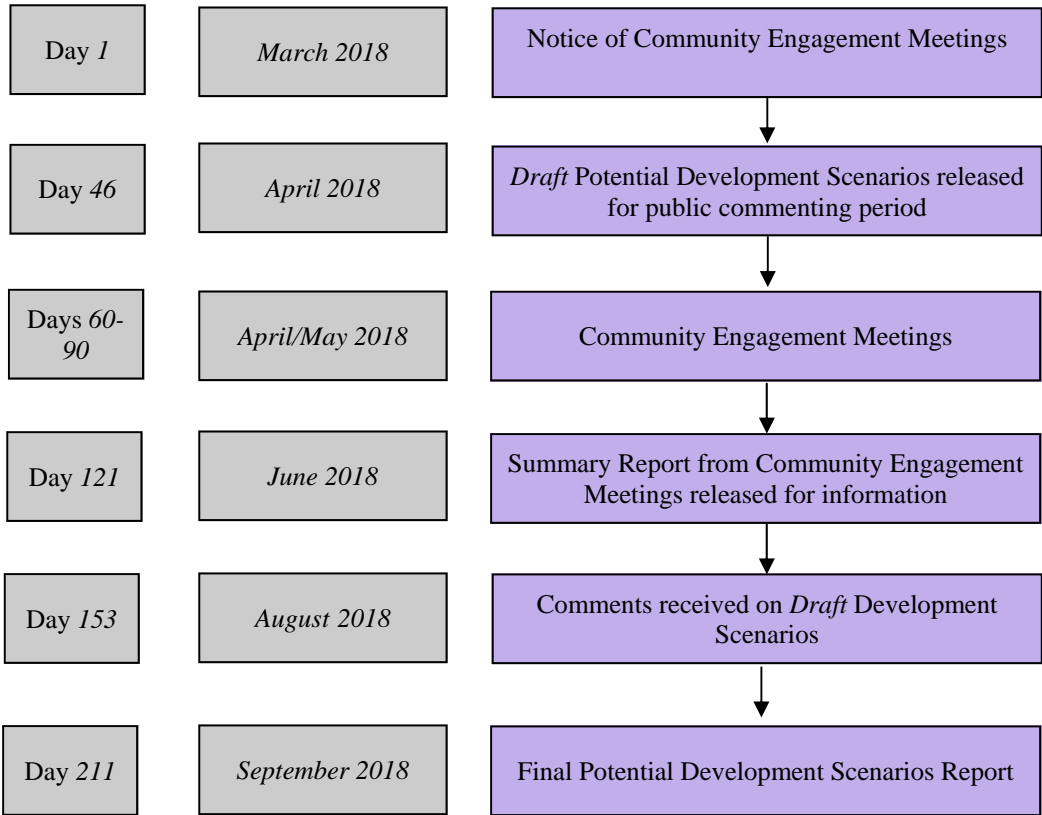 Day 1
March 2018
Notice of Community Engagement Meetings
Day 46
April 2018
Draft Potential Development Scenarios released
for public commenting period
Days 60-
90
April/May 2018
Community Engagement Meetings
Day 121
June 2018
Summary Report from Community Engagement
Meetings released for information
Day 153
August 2018
Comments received on Draft Development
Scenarios
Day 211
September 2018
Final Potential Development Scenarios Report